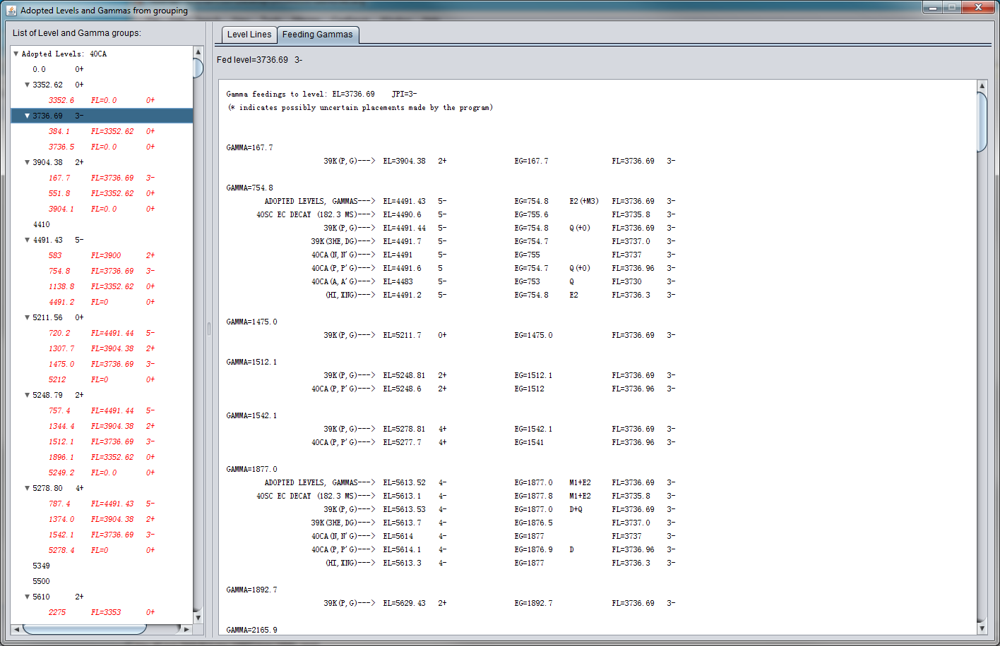 Adopted Levels and Gammas from grouping
List of Level and Gamma groups:
Adopted Levels: 40CA
0.0 0+
3352.62 0+
3352.6 FL=0.0 0+
3736.69 3-
384.1 FL=3352.62 0+
3736.5 FL=0.0 0+
3904.38 2+
167.7 FL=3736.69 3-
551.8 FL=3352.62 0+
3904.1 FL=0.0 0+
4410
4491.43 5-
583 FL=3900 2+
754.8 FL=3736.69 3-
1138.8 FL=3352.62 0+
4491.2 FL=0 0+
5211.56 0+
720.2 FL=4491.44 5-
1307.7 FL=3904.38 2+
1475.0 FL=3736.69 3-
5212 FL=0 0+
5248.79 2+
757.4 FL=4491.44 5-
1344.4 FL=3904.38 2+
1512.1 FL=3736.69 3-
1896.1 FL=3352.62 0+
5249.2 FL=0.0 0+
5278.80 4+
787.4 FL=4491.43 5-
1374.0 FL=3904.38 2+
1542.1 FL=3736.69 3-
5278.4 FL=0 0+
5349
5500
5610 2+
2275 FL=3353 0+
Level Lines Feeding Gammas
Fed level=3736.69 3-
Gamma feedings to level: EL=3736.69 JPI=3-
(* indicates possibly uncertain placements made by the program)
GAMMA=167.7
39K(P,G)---> EL=3904.38 2+ EG=167.7 FL=3736.69 3-
GAMMA=754.8
ADOPTED LEVELS, GAMMAS---> EL=4491.43 5- EG=754.8 E2(+M3) FL=3736.69 3-
40SC EC DECAY (182.3 MS)---> EL=4490.6 5- EG=755.6 FL=3735.8 3-
39K(P,G)---> EL=4491.44 5- EG=754.8 Q(+O) FL=3736.69 3-
39K(3HE,DG)---> EL=4491.7 5- EG=754.7 FL=3737.0 3-
40CA(N,N'G)---> EL=4491 5- EG=755 FL=3737 3-
40CA(P,P'G)---> EL=4491.6 5 EG=754.7 Q(+O) FL=3736.96 3-
40CA(A,A'G)---> EL=4483 5- EG=753 Q FL=3730 3-
(HI,XNG)---> EL=4491.2 5- EG=754.8 E2 FL=3736.3 3-
GAMMA=1475.0
39K(P,G)---> EL=5211.7 0+ EG=1475.0 FL=3736.69 3-
GAMMA=1512.1
39K(P,G)---> EL=5248.81 2+ EG=1512.1 FL=3736.69 3-
40CA(P,P'G)---> EL=5248.6 2+ EG=1512 FL=3736.96 3-
GAMMA=1542.1
39K(P,G)---> EL=5278.81 4+ EG=1542.1 FL=3736.69 3-
40CA(P,P'G)---> EL=5277.7 4+ EG=1541 FL=3736.96 3-
GAMMA=1877.0
ADOPTED LEVELS, GAMMAS---> EL=5613.52 4- EG=1877.0 M1+E2 FL=3736.69 3-
40SC EC DECAY (182.3 MS)---> EL=5613.1 4- EG=1877.8 M1+E2 FL=3735.8 3-
39K(P,G)---> EL=5613.53 4- EG=1877.0 D+Q FL=3736.69 3-
39K(3HE,DG)---> EL=5613.7 4- EG=1876.5 FL=3737.0 3-
40CA(N,N'G)---> EL=5614 4- EG=1877 FL=3737 3-
40CA(P,P'G)---> EL=5614.1 4- EG=1876.9 D FL=3736.96 3-
(HI,XNG)---> EL=5613.3 4- EG=1877 FL=3736.3 3-
GAMMA=1892.7
39K(P,G)---> EL=5629.43 2+ EG=1892.7 FL=3736.69 3-
GAMMA=2165.9